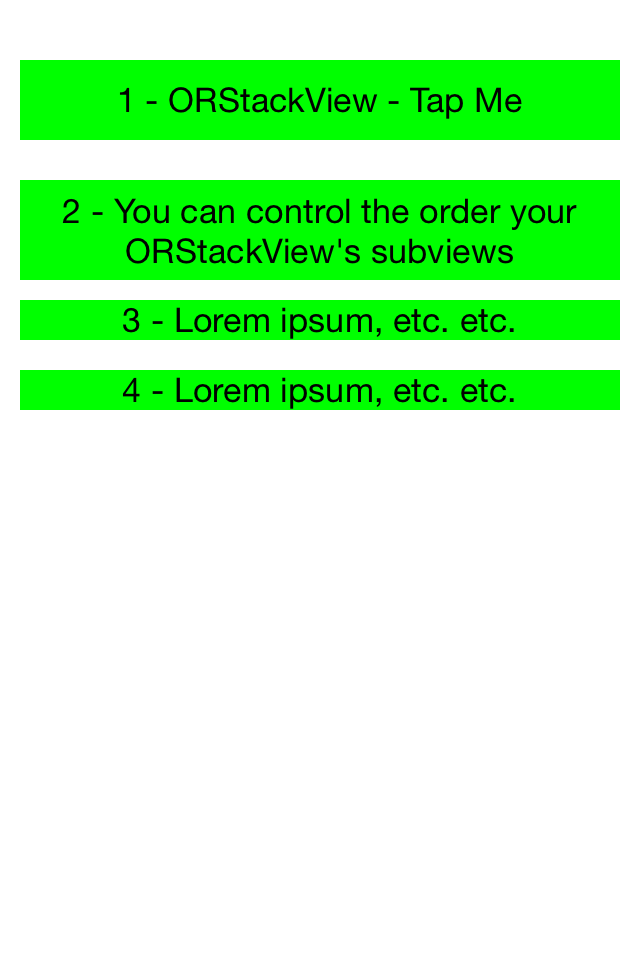 1 - ORStackView - Tap Me
2 - You can control the order your
ORStackView's subviews
3 - Lorem ipsum, etc. etc.
4 - Lorem ipsum, etc. etc.